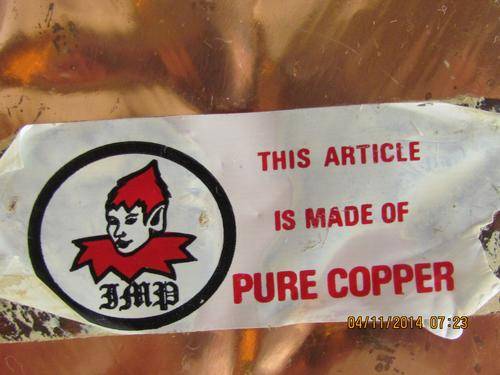 THIS ARTICLE
IS MADE OF
PURE COPPER
IMP
04/11/2014 07:23